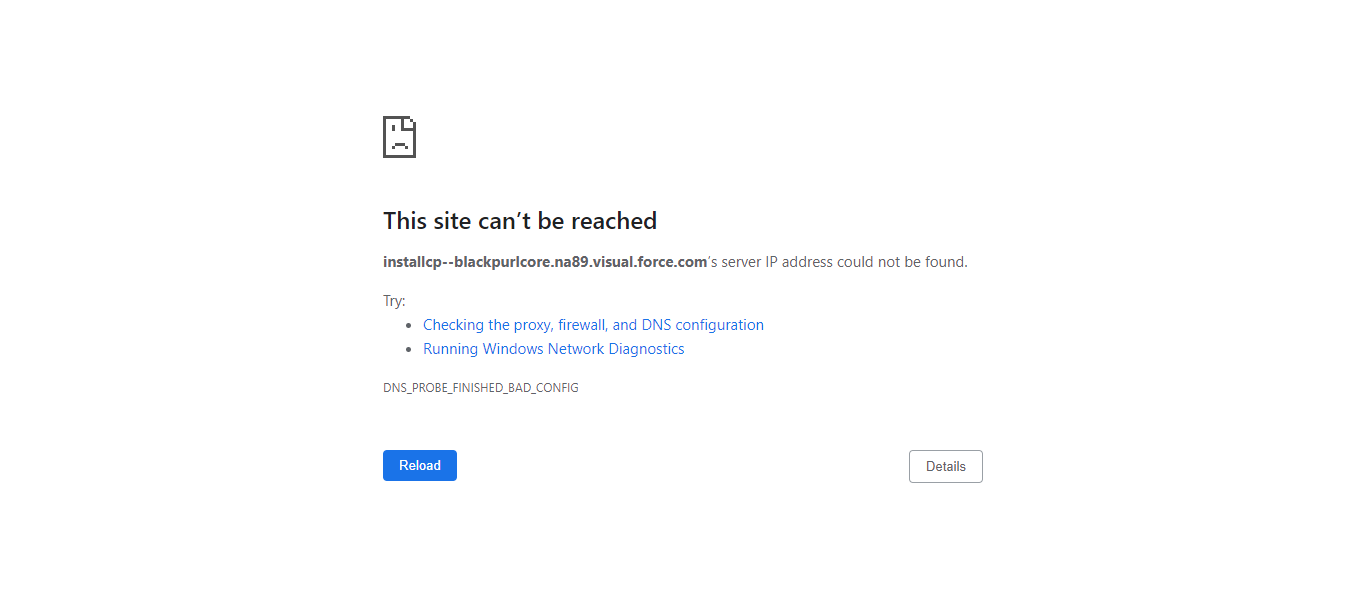 This site can’t be reached
installcp--blackpurlcore.na89.visual.force.com’s server IP address could not be found.
Try:
• Checking the proxy, firewall, and DNS configuration
• Running Windows Network Diagnostics
DNS_PROBE_FINISHED_BAD_CONFIG
Reload
Details